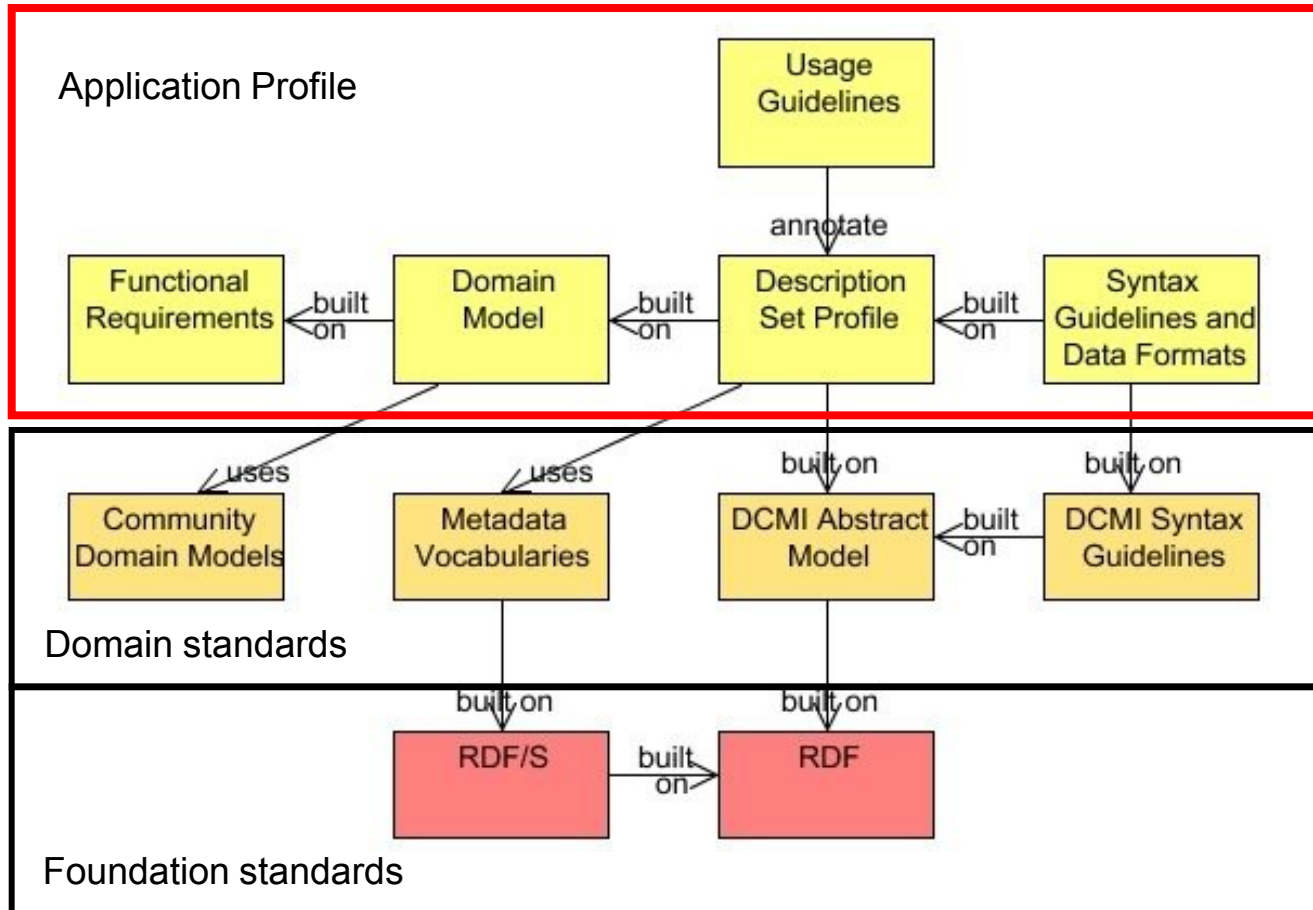 Application Profile
Usage
Guidelines
annotate
Functional
Requirements
built
on
Domain
Model
built
on
Description
Set Profile
built
on
Syntax
Guidelines and
Data Formats
uses
uses
built on
built on
Community
Domain Models
Metadata
Vocabularies
DCMI Abstract
Model
built
on
DCMI Syntax
Guidelines
Domain standards
built on
built on
RDF/S
built
on
RDF
Foundation standards